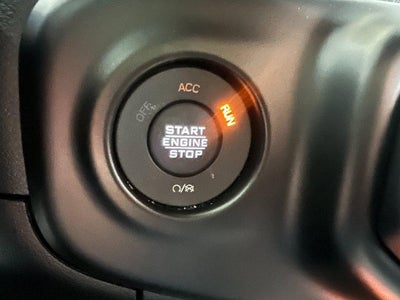 ACC
OFF
RUN
START
ENGINE
STOP